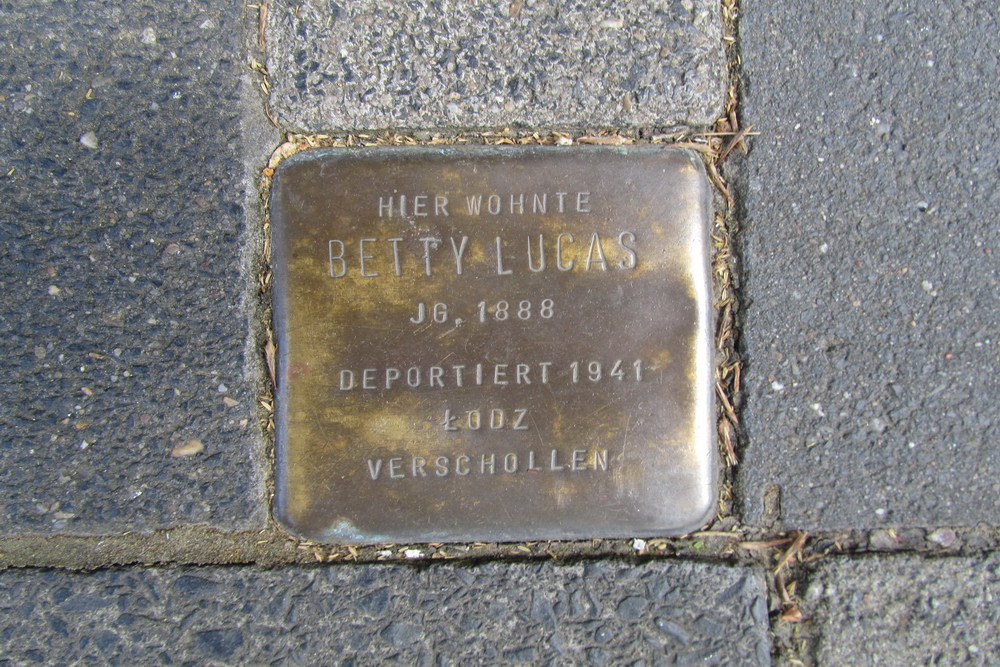 HIER WOHNTE
BETTY LUCAS
JG. 1888
DEPORTIERT 1941
ŁODZ
VERSCHOLLEN